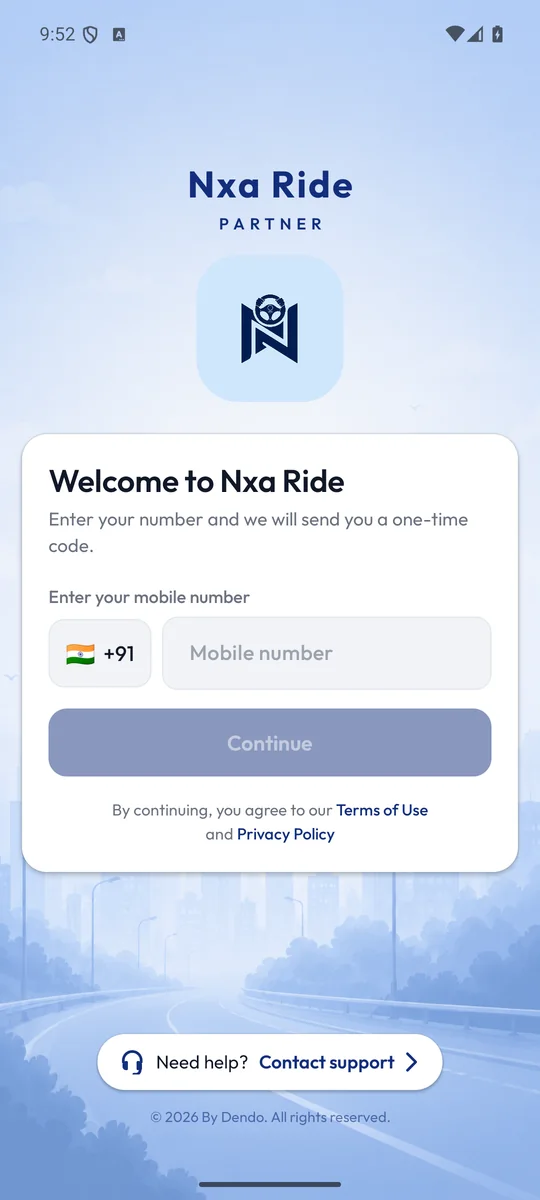 9:52
A
Nxa Ride
PARTNER
N
Welcome to Nxa Ride
Enter your number and we will send you a one-time
code.
Enter your mobile number
🇮🇳 +91
Mobile number
Continue
By continuing, you agree to our Terms of Use
and Privacy Policy
Need help? Contact support
© 2026 By Dendo. All rights reserved.